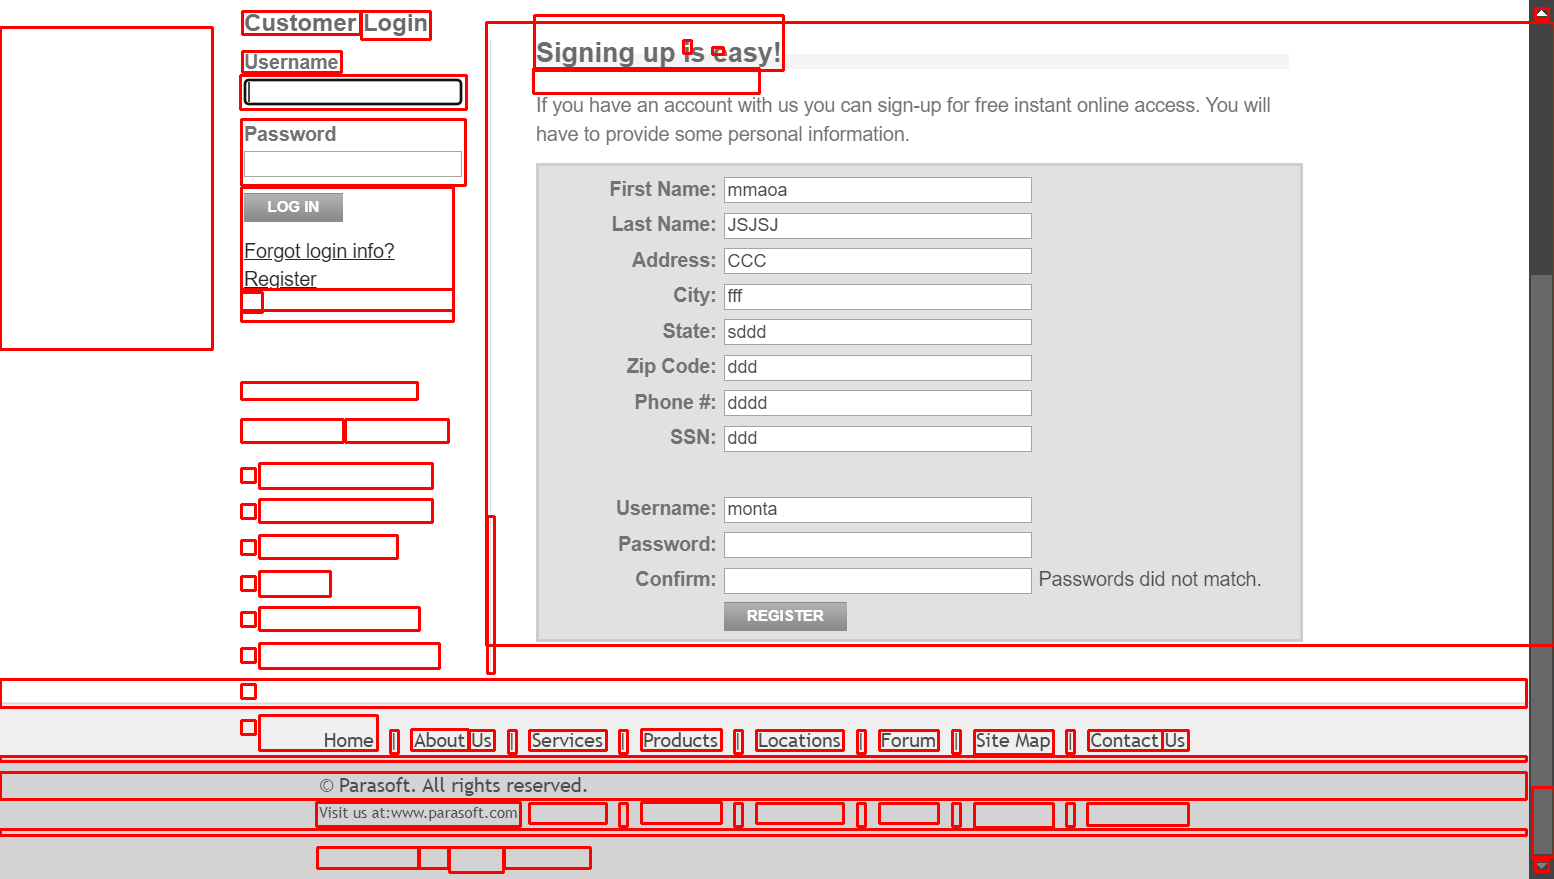 Customer Login
Username
Password
LOG IN
Forgot login info?
Register
Signing up is easy!
If you have an account with us you can sign-up for free instant online access. You will
have to provide some personal information.
First Name: mmaoa
Last Name: JSJSJ
Address: CCC
City: fff
State: sddd
Zip Code: ddd
Phone #: dddd
SSN: ddd
Username: monta
Password:
Confirm: Passwords did not match.
REGISTER
Home | About Us | Services | Products | Locations | Forum | Site Map | Contact Us
© Parasoft. All rights reserved.
Visit us at:www.parasoft.com